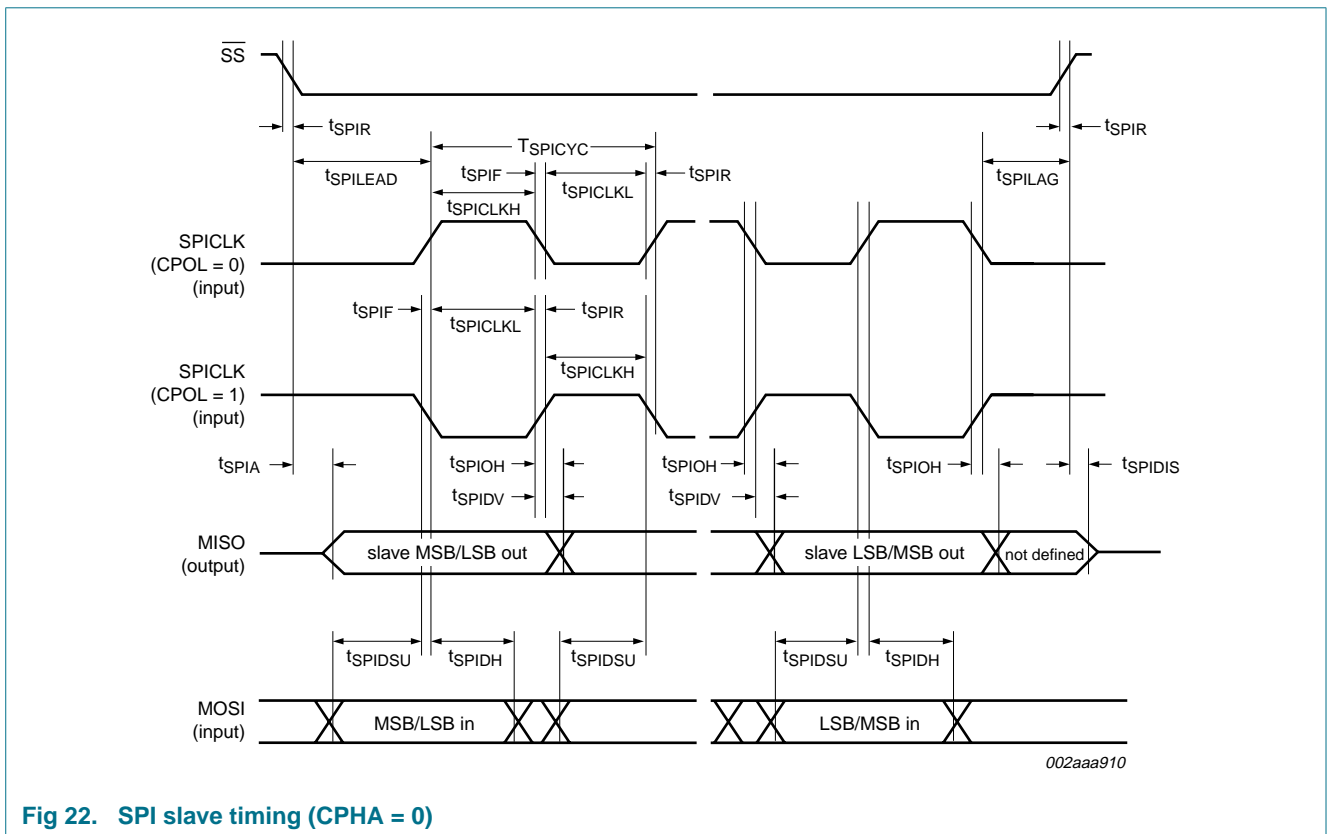 SS
tSPIR
tSPIR
TSPICYC
tSPILEAD
tSPIF
tSPICLKL
tSPIR
tSPILAG
tSPICLKH
SPICLK
(CPOL = 0)
(input)
tSPIF
tSPICLKL
tSPIR
tSPICLKH
SPICLK
(CPOL = 1)
(input)
tSPIA
tSPIOH
tSPIOH
tSPIOH
tSPIDIS
tSPIDV
tSPIDV
MISO
(output)
slave MSB/LSB out
slave LSB/MSB out
not defined
tSPIDSU
tSPIDH
tSPIDSU
tSPIDSU
tSPIDH
MOSI
(input)
MSB/LSB in
LSB/MSB in
002aaa910
Fig 22. SPI slave timing (CPHA = 0)